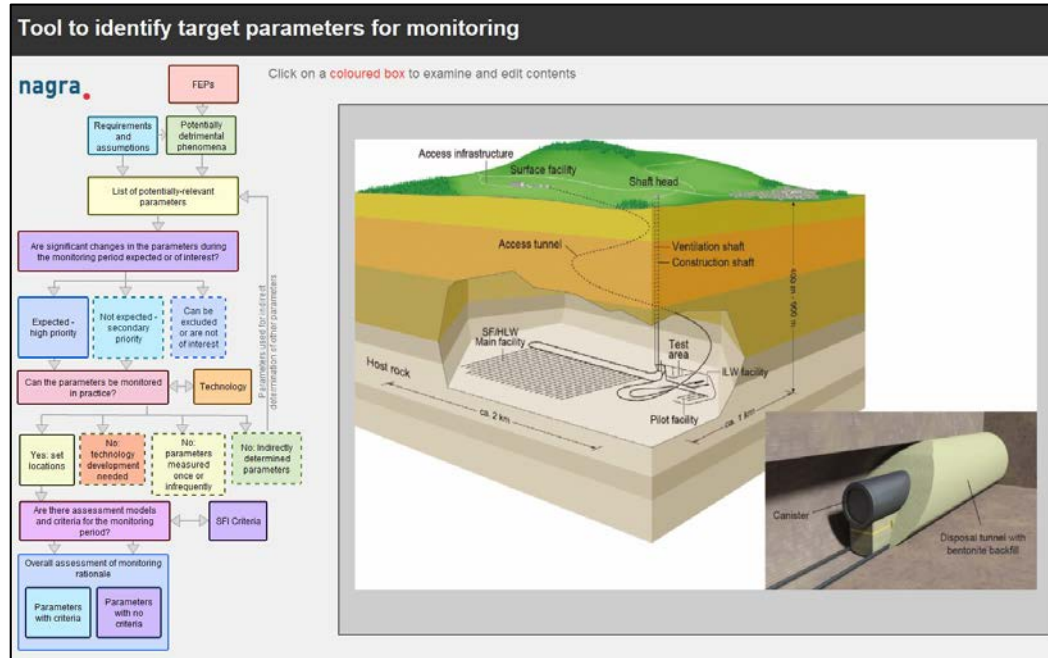 Tool to identify target parameters for monitoring
nagra.
Click on a coloured box to examine and edit contents
FEPs
Requirements
and
assumptions
Potentially
detrimental
phenomena
List of potentially-relevant
parameters
Are significant changes in the parameters during
the monitoring period expected or of interest?
Expected -
high priority
Not expected -
secondary
priority
Can be
excluded
or are not
of interest
Parameters used for indirect
determination of other parameters
Can the parameters be monitored
in practice?
Technology
Yes: set
locations
No:
technology
development
needed
No:
parameters
measured
once or
infrequently
No: Indirectly
determined
parameters
Are there assessment models
and criteria for the monitoring
period?
SFI Criteria
Overall assessment of monitoring
rationale
Parameters
with criteria
Parameters
with no
criteria
Access infrastructure
Surface facility
Shaft head
Access tunnel
Ventilation shaft
Construction shaft
400 m - 900 m
SF/HLW
Main facility
Test
area
ILW facility
Host rock
Pilot facility
ca. 2 km
ca. 1 km
Canister
Disposal tunnel with
bentonite backfill